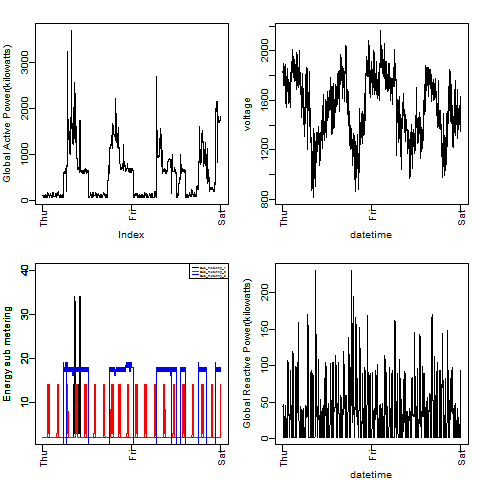 Global Active Power(kilowatts)
0
1000
2000
3000
Thu
Fri
Sat
Index
voltage
800
1200
1600
2000
Thu
Fri
Sat
datetime
Energy sub metering
10
20
30
40
Thu
Fri
Sat
Global Reactive Power(kilowatts)
0
50
100
150
200
Thu
Fri
Sat
datetime